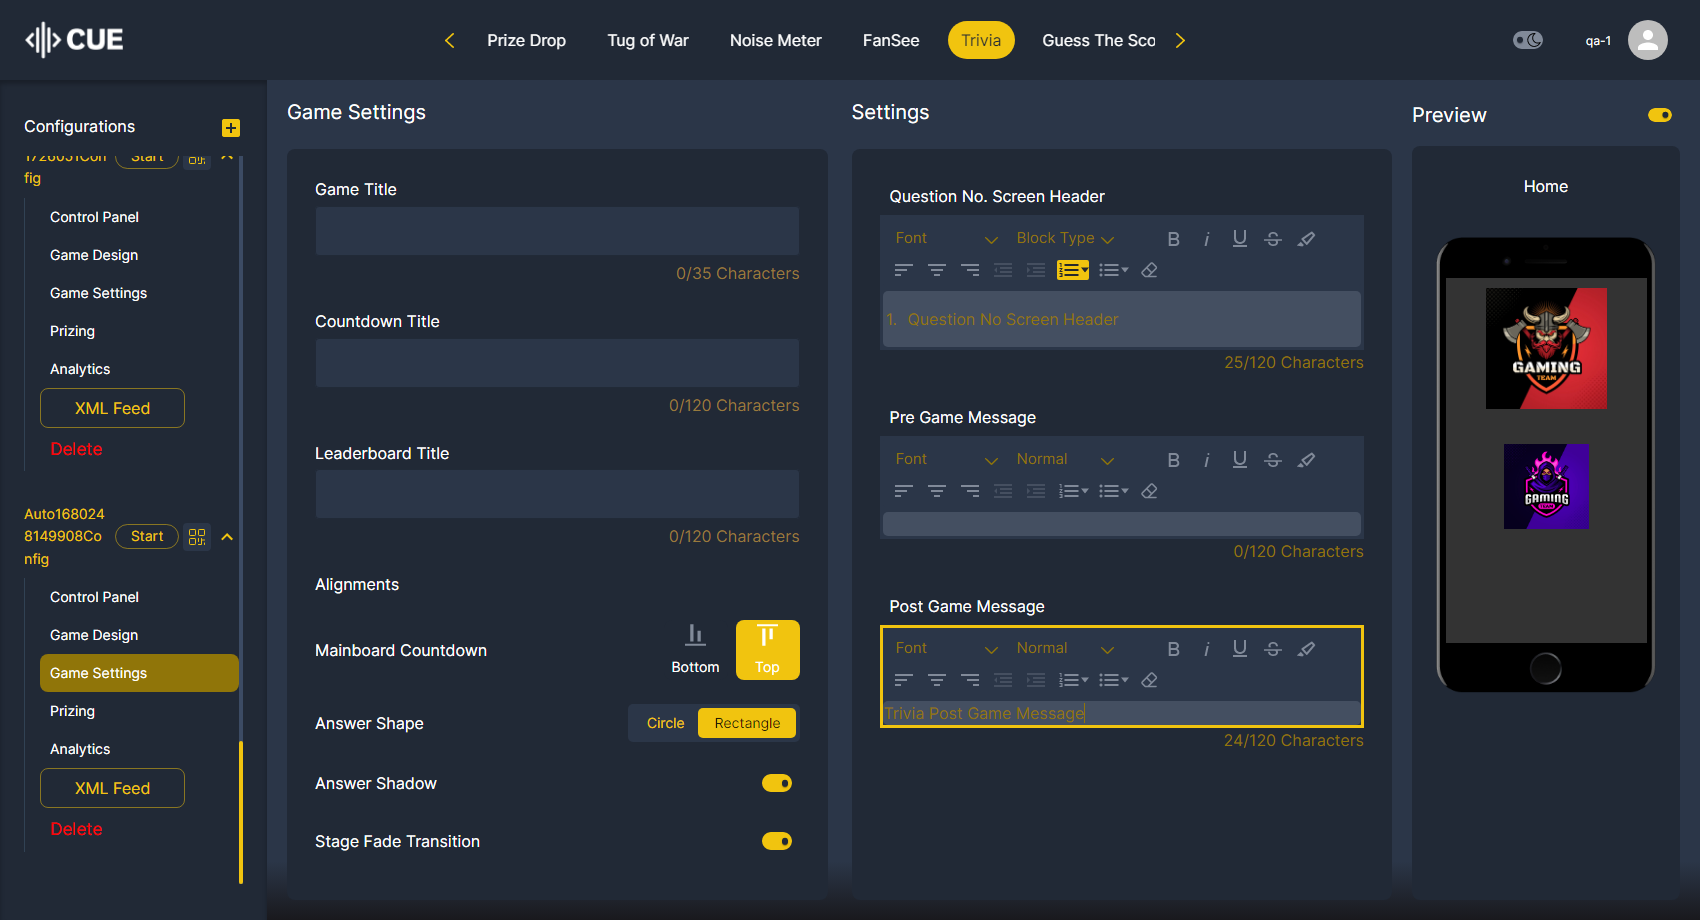 CUE
Prize Drop
Tug of War
Noise Meter
FanSee
Trivia
Guess The Sco
qa-1
Configurations
1726051Con
fig
Start
Control Panel
Game Design
Game Settings
Prizing
Analytics
XML Feed
Delete
Auto168024
8149908Co
nfig
Start
Control Panel
Game Design
Game Settings
Prizing
Analytics
XML Feed
Delete
Game Settings
Game Title
0/35 Characters
Countdown Title
0/120 Characters
Leaderboard Title
0/120 Characters
Alignments
Mainboard Countdown
Bottom
Top
Answer Shape
Circle
Rectangle
Answer Shadow
Stage Fade Transition
Settings
Question No. Screen Header
Font
Block Type
B i U S
1. Question No Screen Header
25/120 Characters
Pre Game Message
Font
Normal
B i U S
0/120 Characters
Post Game Message
Font
Normal
B i U S
Trivia Post Game Message
24/120 Characters
Preview
Home
GAMING
TEAM
GAMING
TEAM